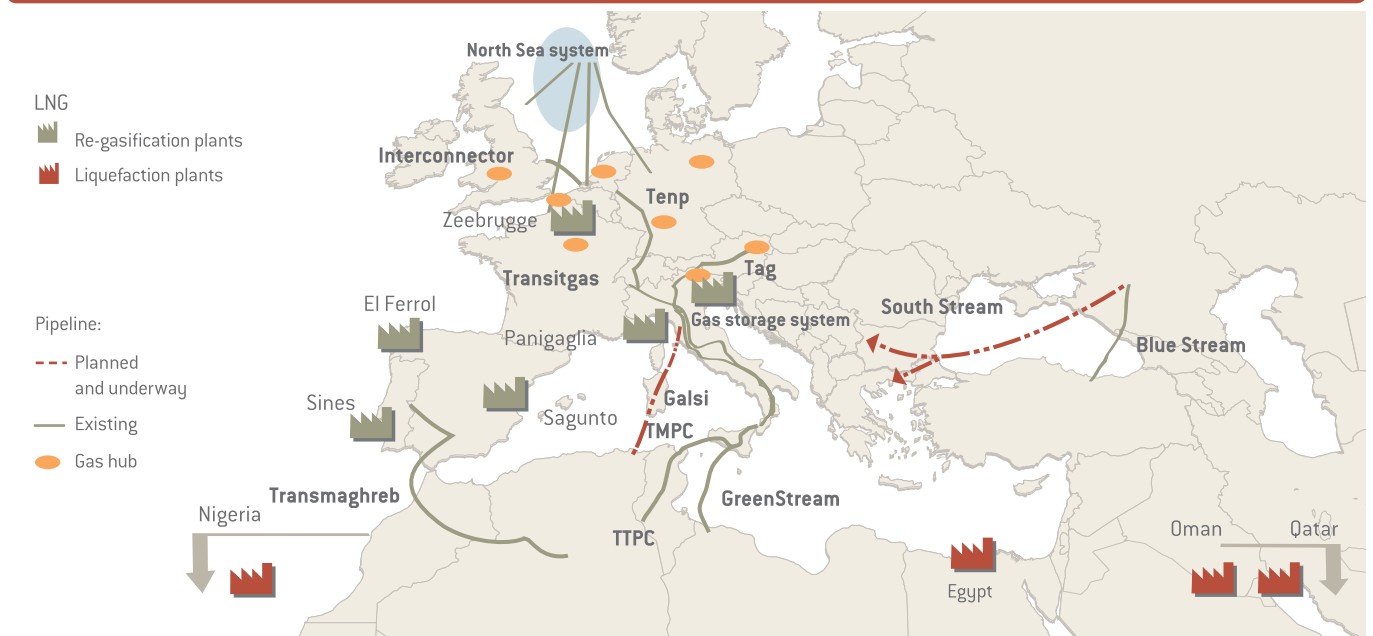 North Sea system
LNG
Re-gasification plants
Liquefaction plants
Interconnector
Tenp
Zeebrugge
Tag
Transitgas
El Ferrol
South Stream
Gas storage system
Pipeline:
Panigaglia
Blue Stream
Planned
and underway
Sines
Galsi
Sagunto
Existing
TMPC
Gas hub
Transmaghreb
GreenStream
Nigeria
TTPC
Oman
Qatar
Egypt